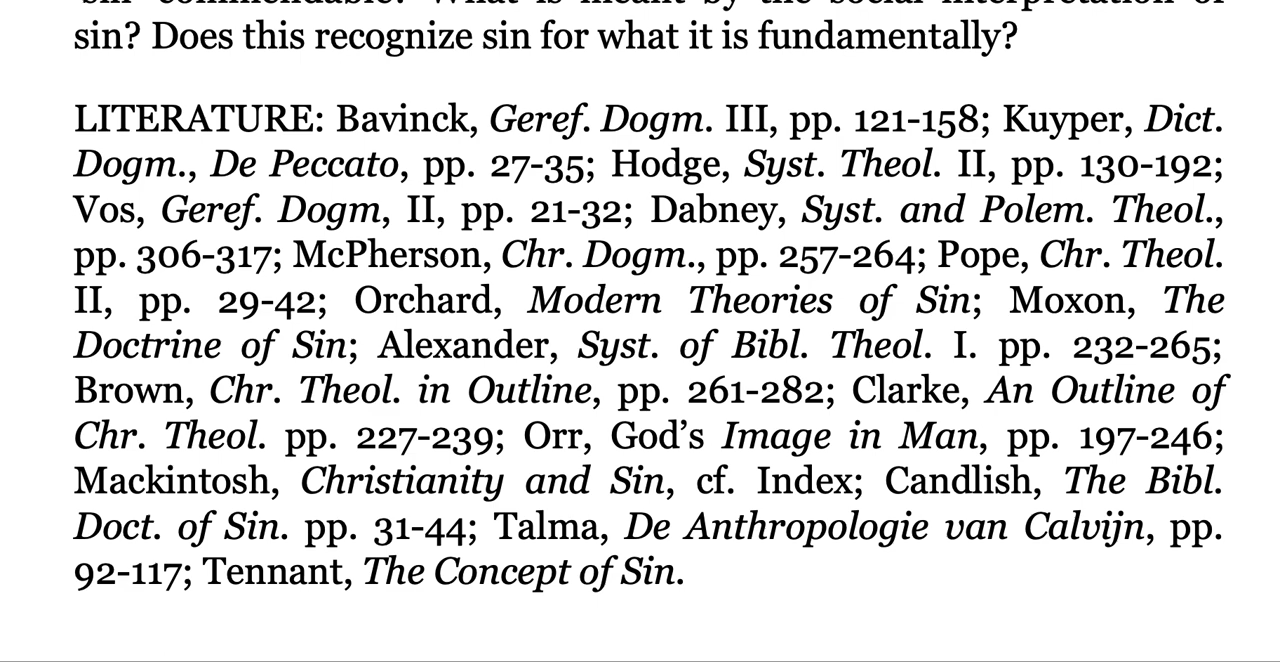 sin? Does this recognize sin for what it is fundamentally?
LITERATURE: Bavinck, Geref. Dogm. III, pp. 121-158; Kuyper, Dict.
Dogm., De Peccato, pp. 27-35; Hodge, Syst. Theol. II, pp. 130-192;
Vos, Geref. Dogm, II, pp. 21-32; Dabney, Syst. and Polem. Theol.,
pp. 306-317; McPherson, Chr. Dogm., pp. 257-264; Pope, Chr. Theol.
II, pp. 29-42; Orchard, Modern Theories of Sin; Moxon, The
Doctrine of Sin; Alexander, Syst. of Bibl. Theol. I. pp. 232-265;
Brown, Chr. Theol. in Outline, pp. 261-282; Clarke, An Outline of
Chr. Theol. pp. 227-239; Orr, God’s Image in Man, pp. 197-246;
Mackintosh, Christianity and Sin, cf. Index; Candlish, The Bibl.
Doct. of Sin. pp. 31-44; Talma, De Anthropologie van Calvijn, pp.
92-117; Tennant, The Concept of Sin.